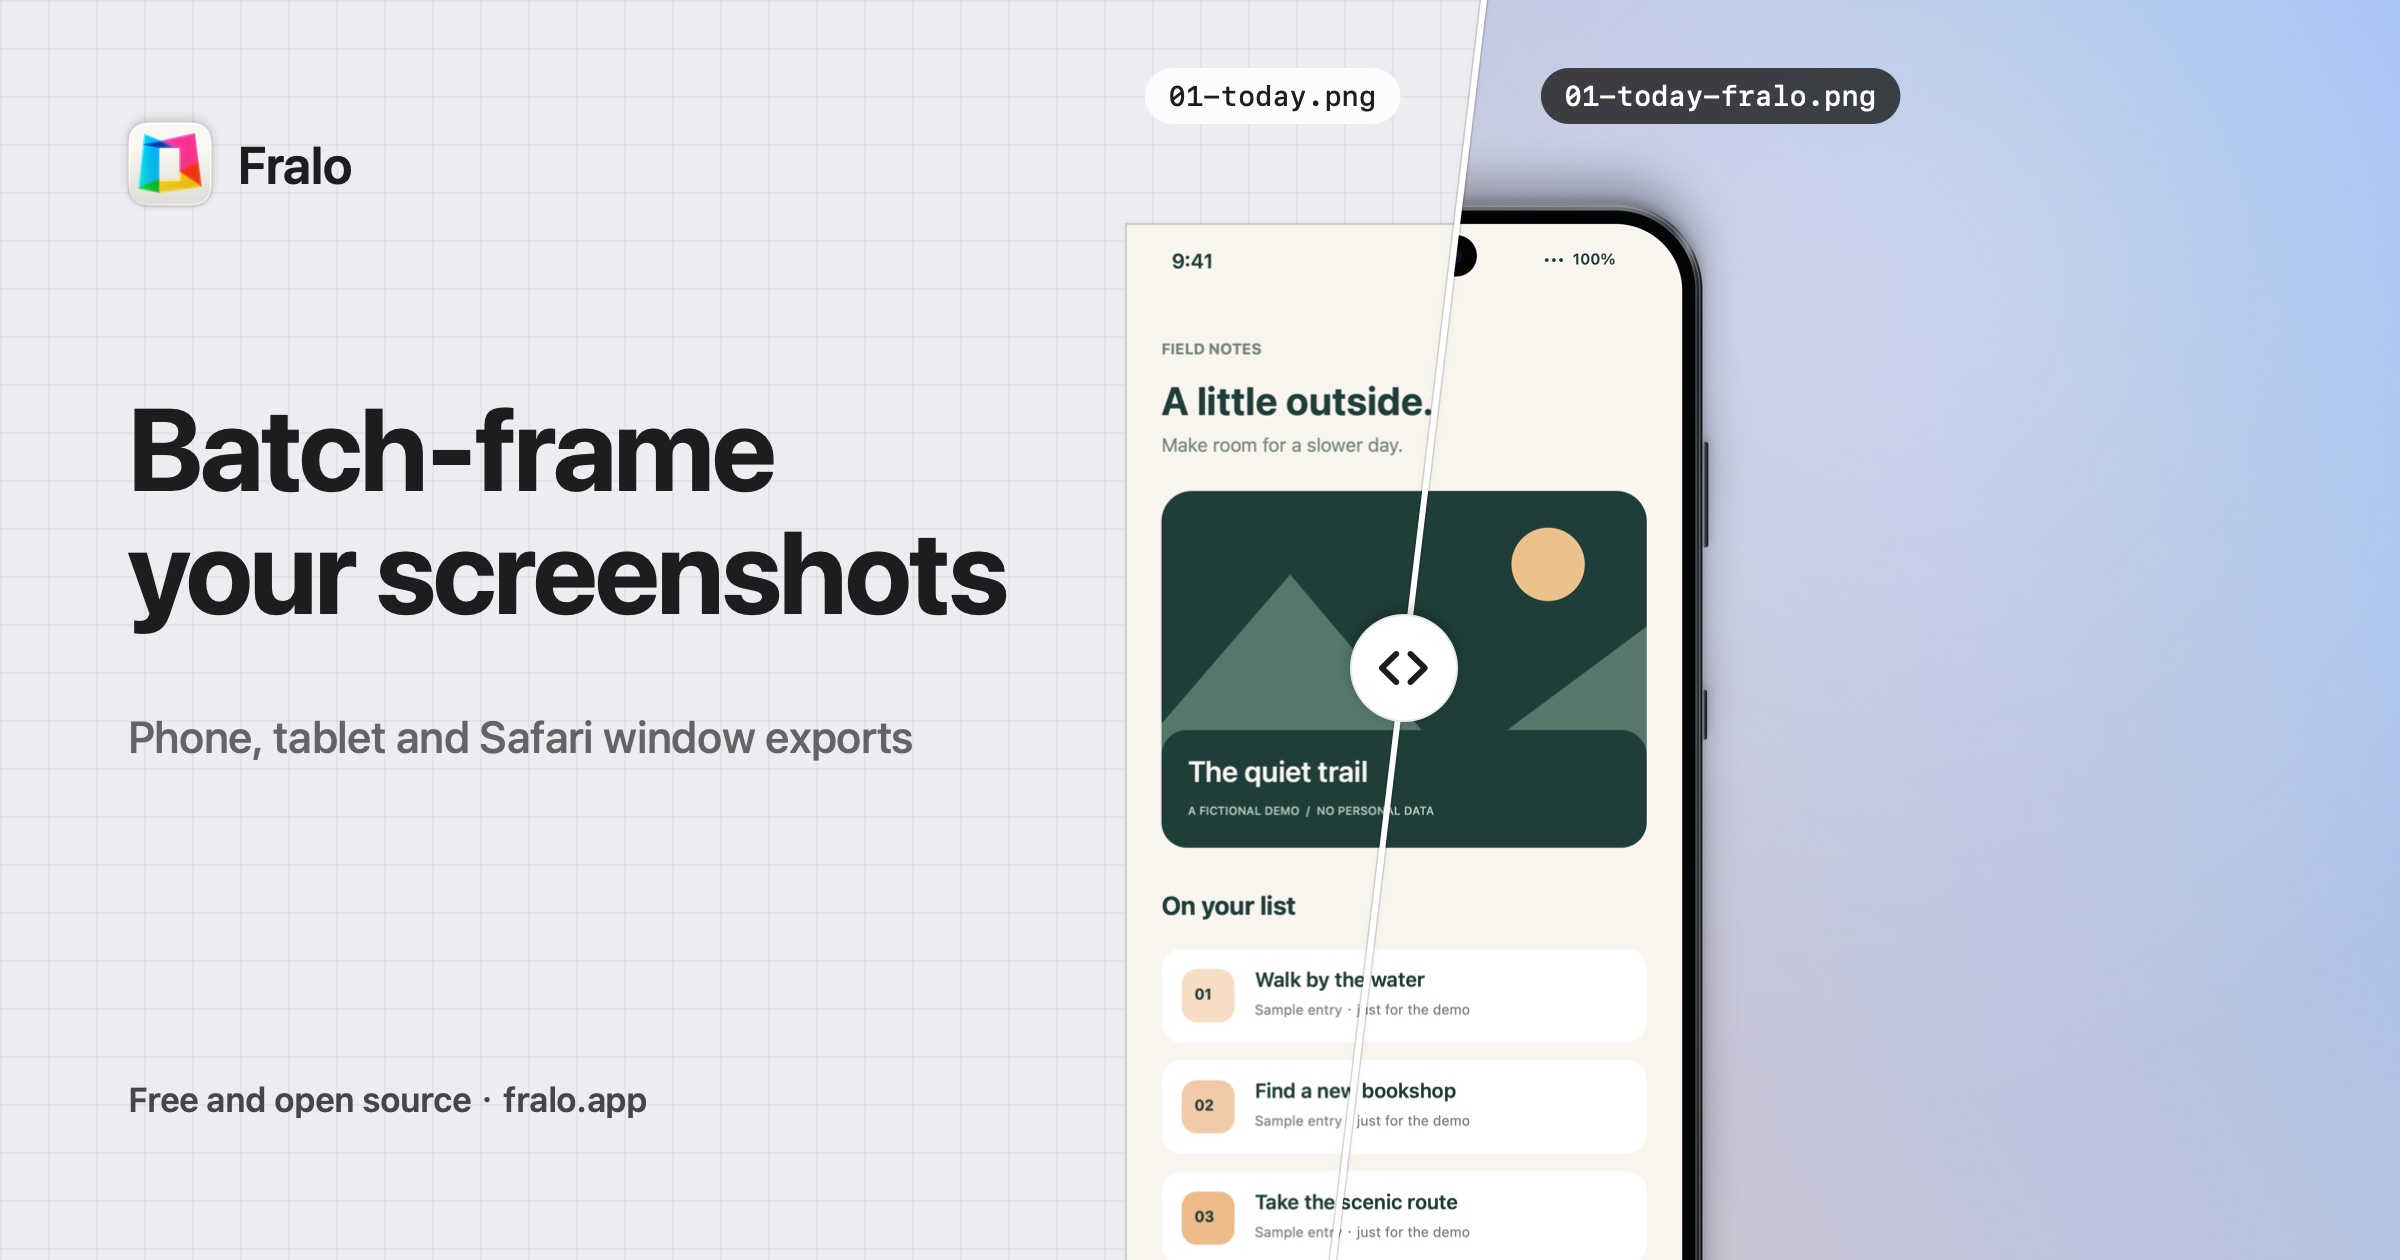 Fralo
Batch-frame
your screenshots
Phone, tablet and Safari window exports
Free and open source · fralo.app
01-today.png
01-today-fralo.png
9:41
··· 100%
FIELD NOTES
A little outside.
Make room for a slower day.
The quiet trail
A FICTIONAL DEMO / NO PERSONAL DATA
On your list
01
Walk by the water
Sample entry · just for the demo
02
Find a new bookshop
Sample entry · just for the demo
03
Take the scenic route
Sample entry · just for the demo